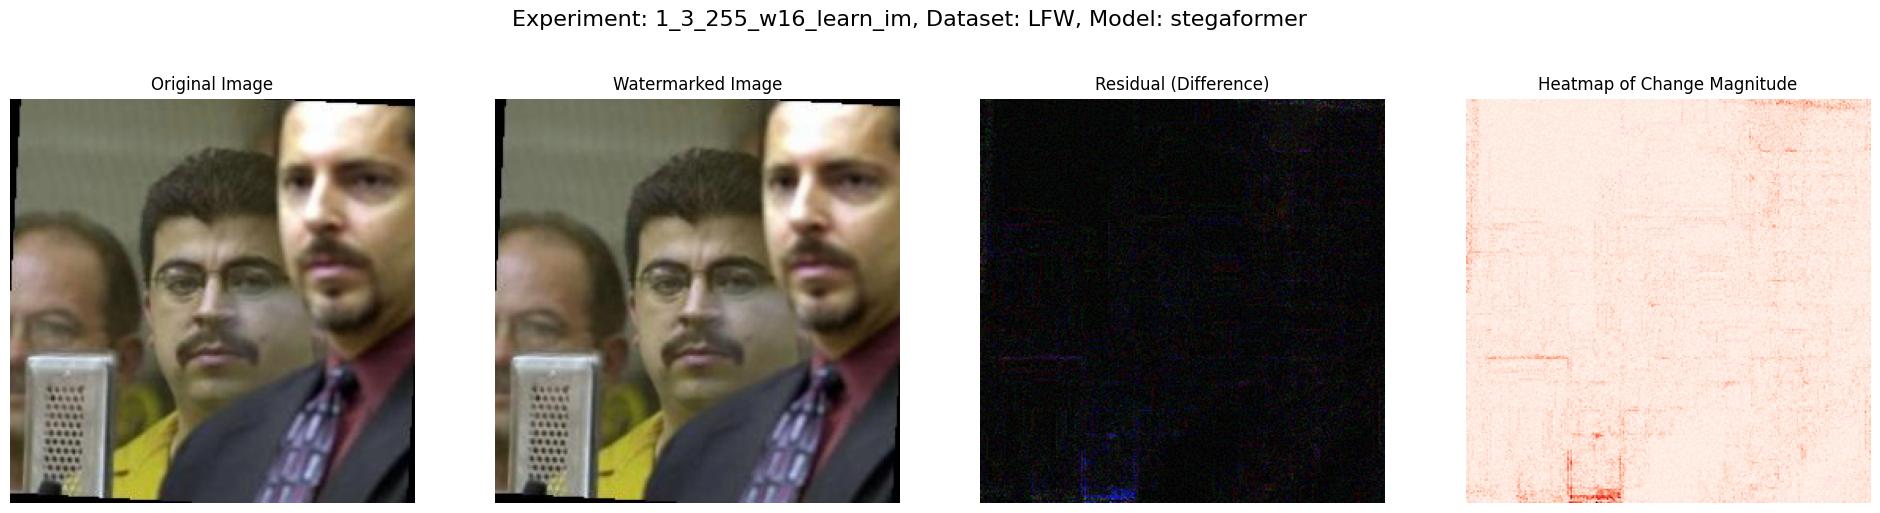 Experiment: 1_3_255_w16_learn_im, Dataset: LFW, Model: stegaformer
Original Image
Watermarked Image
Residual (Difference)
Heatmap of Change Magnitude